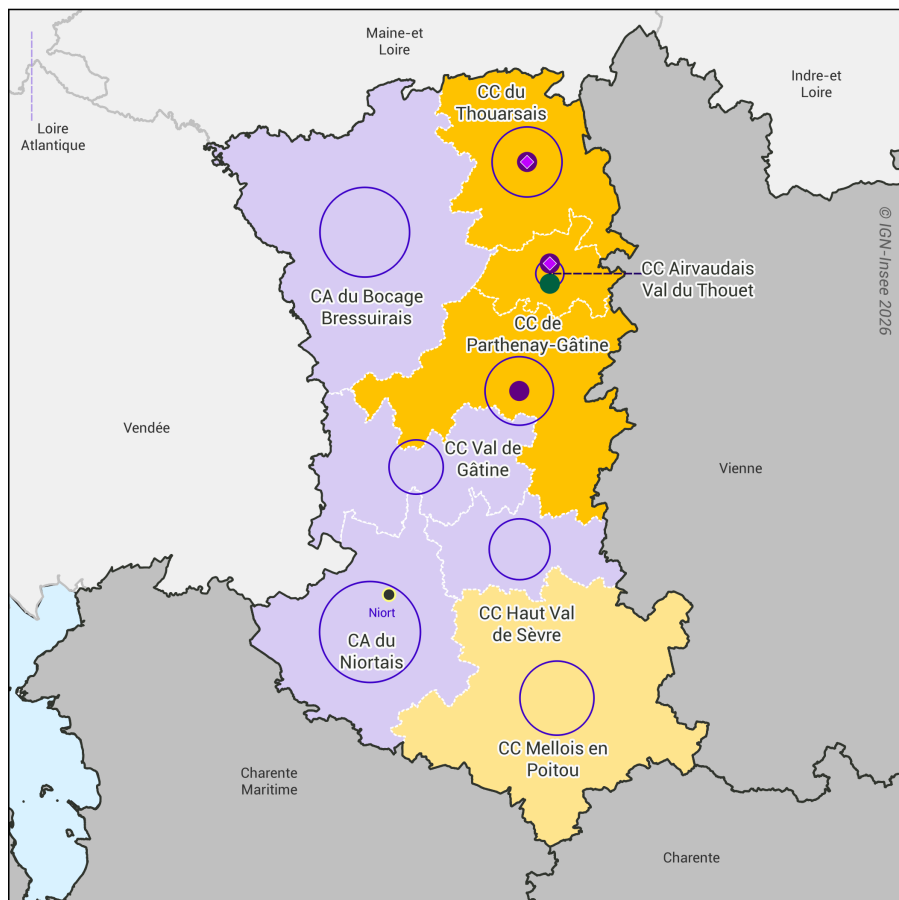 Maine-et
Loire
Indre-et
Loire
CC du
Thouarsais
Loire
Atlantique
© IGN-Insee 2026
CC Airvaudais
Val du Thouet
CA du Bocage
Bressuirais
CC de
Parthenay-Gâtine
Vendée
CC Val de
Gâtine
Vienne
Niort
CC Haut Val
de Sèvre
CA du
Niortais
CC Mellois en
Poitou
Charente
Maritime
Charente